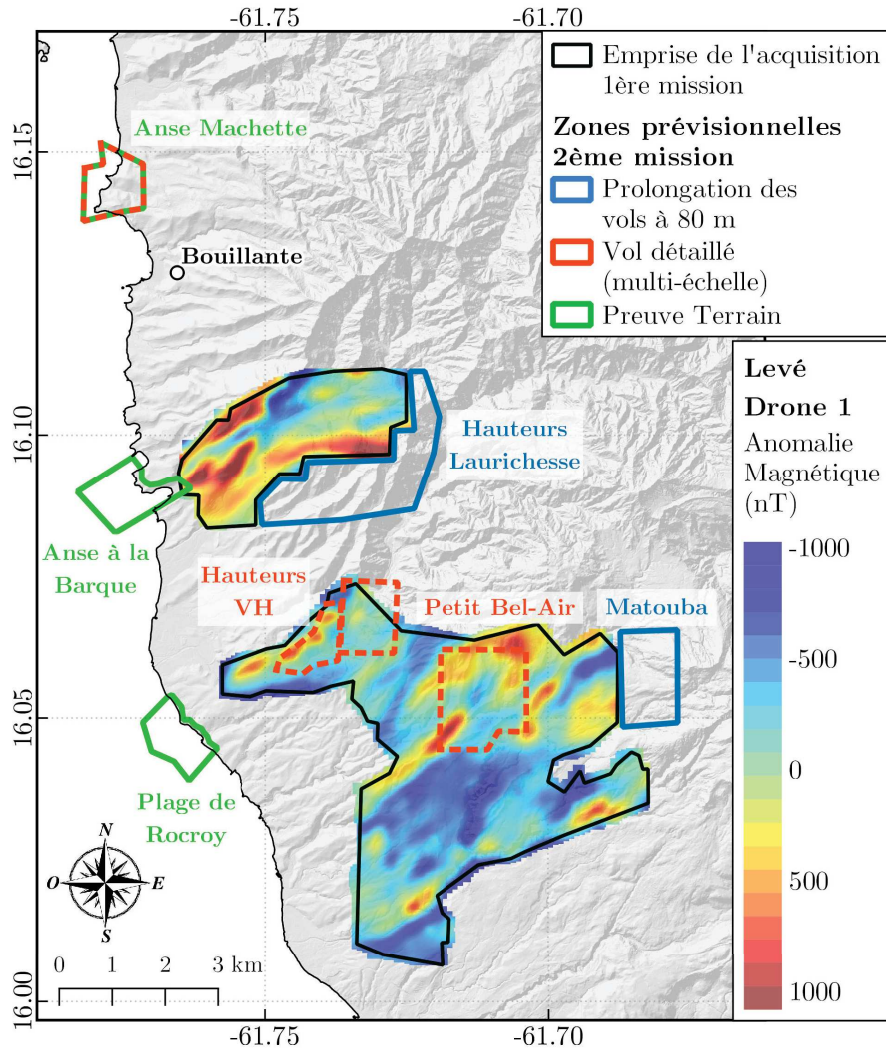 -61.75
-61.70
Emprise de l'acquisition
1ère mission
Zones prévisionnelles
2ème mission
Prolongation des
vols à 80 m
Vol détaillé
(multi-échelle)
Preuve Terrain
Anse Machette
16.15
Bouillante
Levé
Drone 1
Anomalie
Magnétique
(nT)
-1000
-500
0
500
1000
16.10
Hauteurs
Laurichesse
Anse à la
Barque
Hauteurs
VH
Petit Bel-Air
Matouba
16.05
Plage de
Rocroy
N
O
E
S
0
1
2
3 km
16.00
-61.75
-61.70